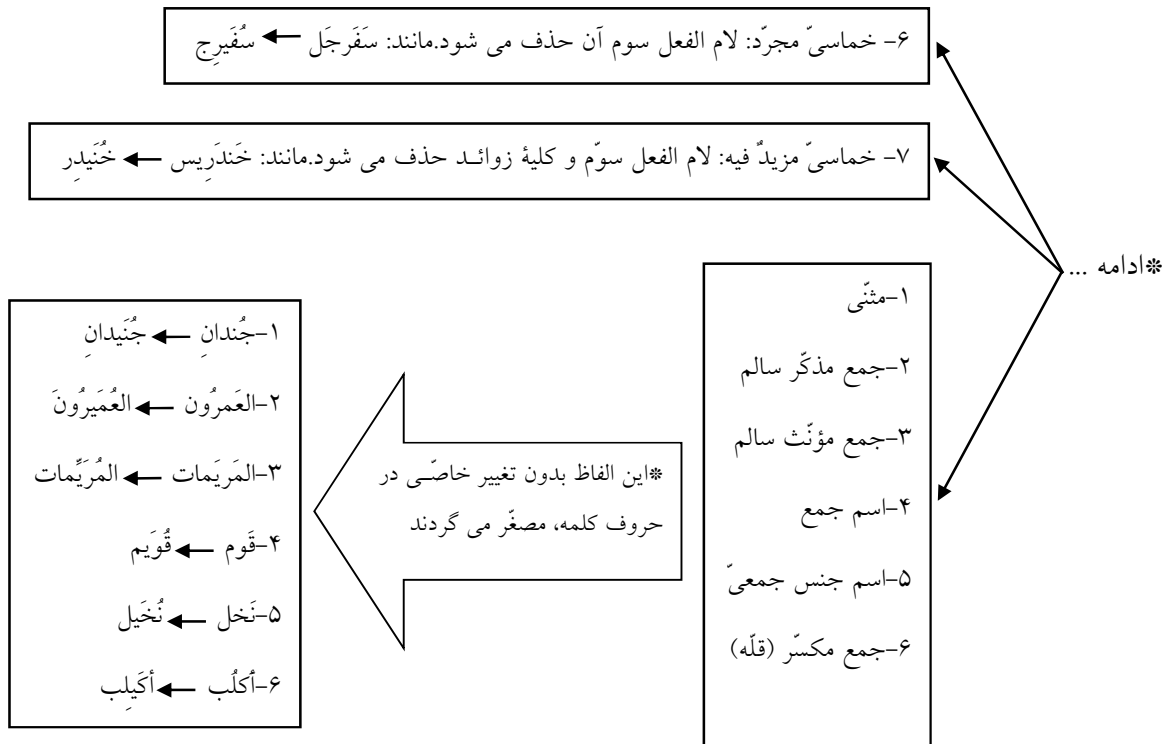 ۶- خماسیّ مجرّد: لام الفعل سوم آن حذف می شود.مانند: سَفَرجَل ← سُفَیرِج
۷- خماسیّ مزیدٌ فیه: لام الفعل سوّم و کلیۀ زوائـد حذف می شود.مانند: خَندَرِیس ← خُنَیدِر
*ادامه ...
۱-مثنّی
۲-جمع مذکّر سالم
۳-جمع مؤنّث سالم
۴-اسم جمع
۵-اسم جنس جمعیّ
۶-جمع مکسّر (قلّه)
*این الفاظ بدون تغییر خاصّـی در
حروف کلمه، مصغّر می گردند
۱-جُندانِ ← جُنَیدانِ
۲-العَمرُون ← العُمَیرُونَ
۳-المَریَمات ← المُرَیِّمات
۴-قَوم ← قُوَیم
۵-نَخل ← نُخَیل
۶-أکلُب ← أکَیلِب